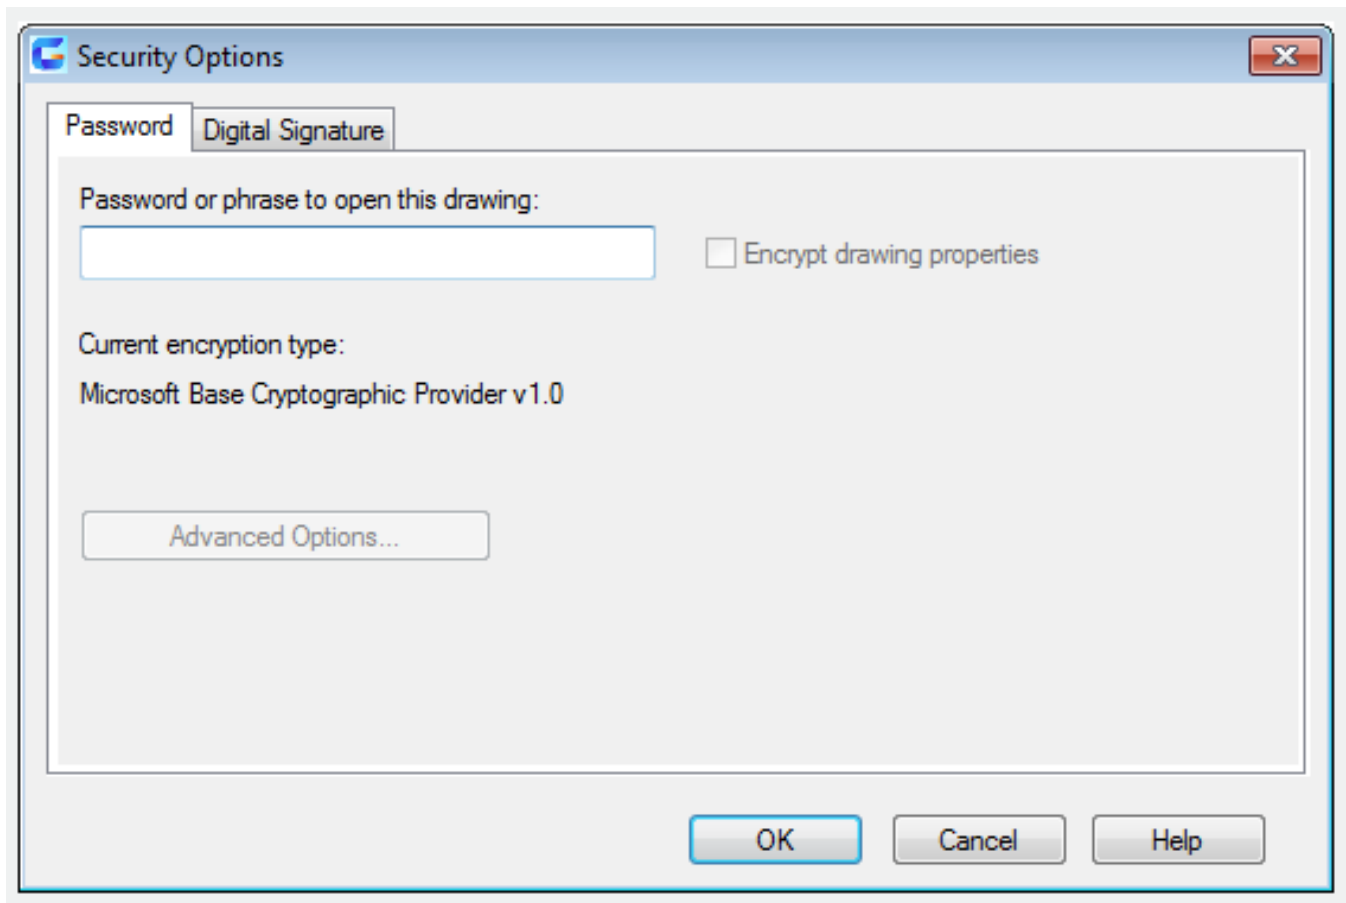 Security Options
Password
Digital Signature
Password or phrase to open this drawing:
Encrypt drawing properties
Current encryption type:
Microsoft Base Cryptographic Provider v1.0
Advanced Options...
OK
Cancel
Help